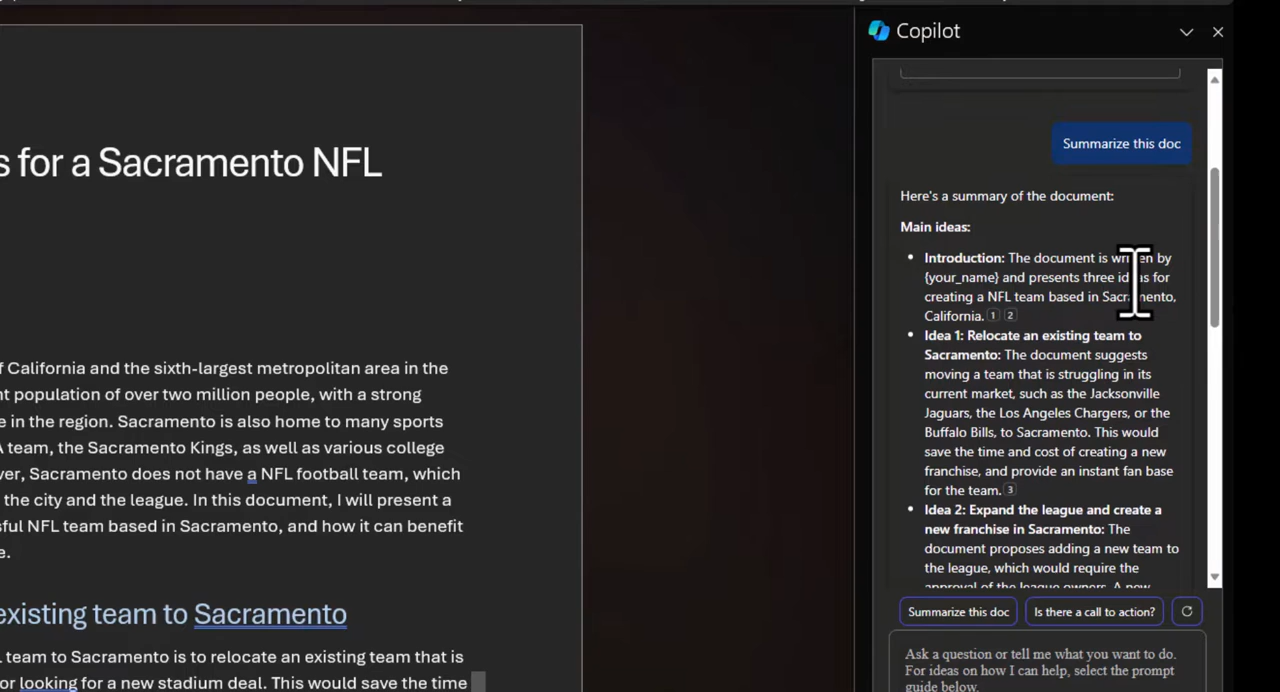 s for a Sacramento NFL
f California and the sixth-largest metropolitan area in the
nt population of over two million people, with a strong
e in the region. Sacramento is also home to many sports
A team, the Sacramento Kings, as well as various college
ver, Sacramento does not have a NFL football team, which
the city and the league. In this document, I will present a
sful NFL team based in Sacramento, and how it can benefit
e.
existing team to Sacramento
L team to Sacramento is to relocate an existing team that is
or looking for a new stadium deal. This would save the time
Copilot
Summarize this doc
Here's a summary of the document:
Main ideas:
• Introduction: The document is written by
{your_name} and presents three ideas for
creating a NFL team based in Sacramento,
California. 1 2
• Idea 1: Relocate an existing team to
Sacramento: The document suggests
moving a team that is struggling in its
current market, such as the Jacksonville
Jaguars, the Los Angeles Chargers, or the
Buffalo Bills, to Sacramento. This would
save the time and cost of creating a new
franchise, and provide an instant fan base
for the team. 3
• Idea 2: Expand the league and create a
new franchise in Sacramento: The
document proposes adding a new team to
the league, which would require the
approval of the league owners. A new
Summarize this doc
Is there a call to action?
Ask a question or tell me what you want to do.
For ideas on how I can help, select the prompt
guide below.